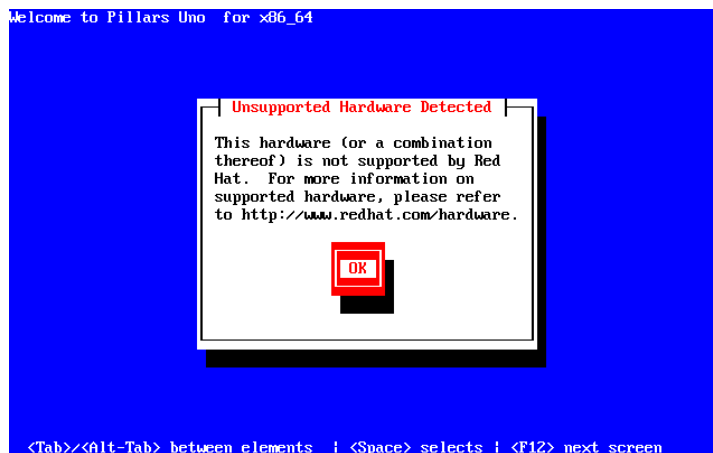 Welcome to Pillars Uno  for x86_64
Unsupported Hardware Detected
This hardware (or a combination
thereof) is not supported by Red
Hat.  For more information on
supported hardware, please refer
to http://www.redhat.com/hardware.
OK
<Tab>/<Alt-Tab> between elements  | <Space> selects | <F12> next screen